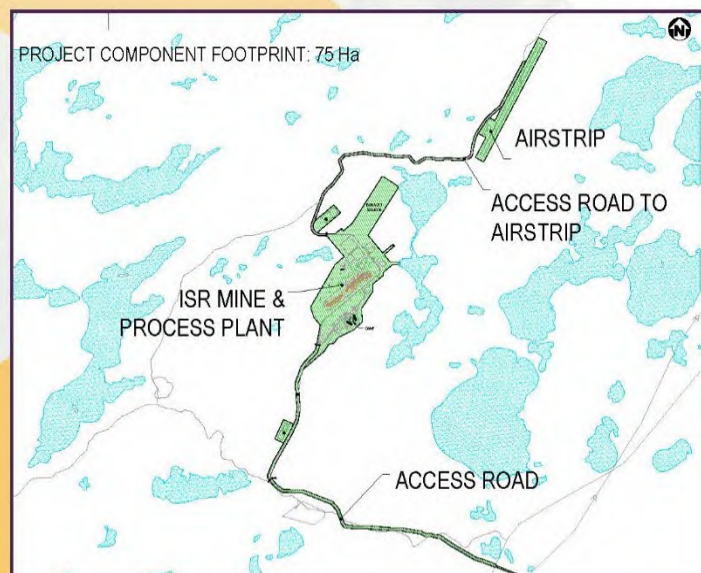 N
PROJECT COMPONENT FOOTPRINT: 75 Ha
AIRSTRIP
ACCESS ROAD TO
AIRSTRIP
ISR MINE &
PROCESS PLANT
ACCESS ROAD